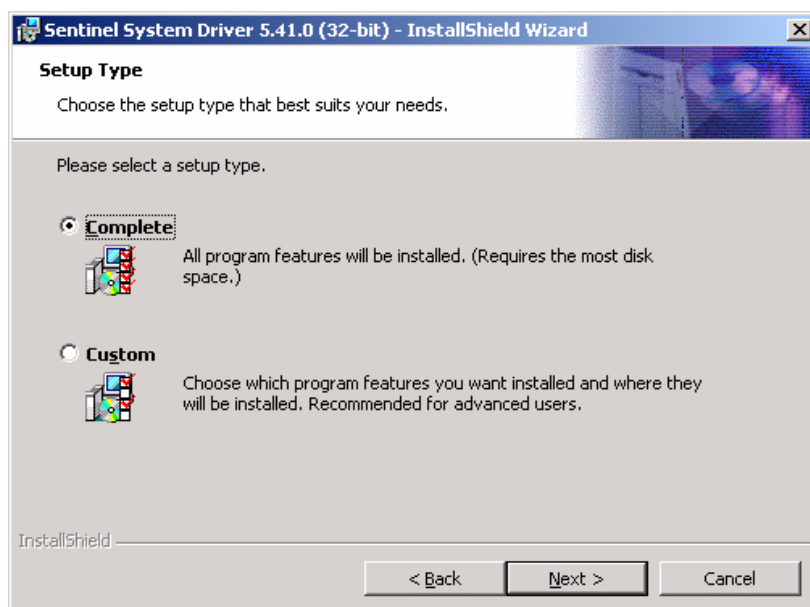 Sentinel System Driver 5.41.0 (32-bit) - InstallShield Wizard
Setup Type
Choose the setup type that best suits your needs.
Please select a setup type.
Complete
All program features will be installed. (Requires the most disk
space.)
Custom
Choose which program features you want installed and where they
will be installed. Recommended for advanced users.
InstallShield
< Back
Next >
Cancel